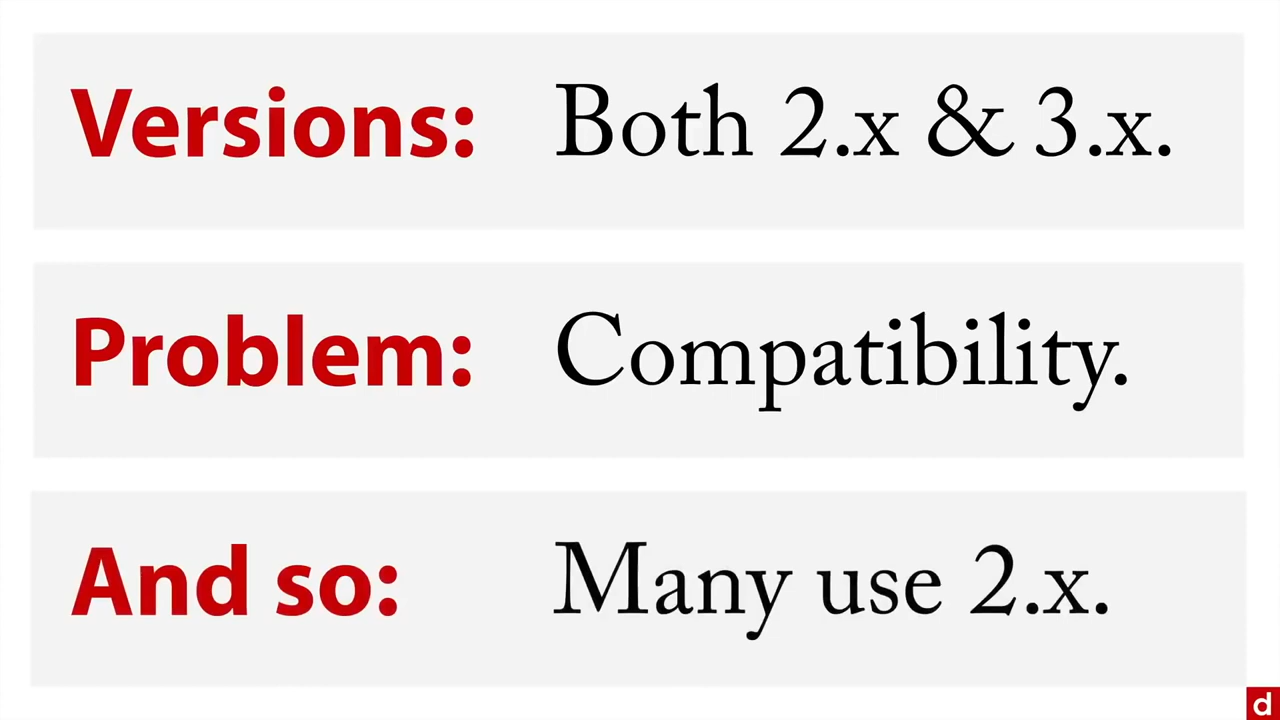 Versions: Both 2.x & 3.x.
Problem: Compatibility.
And so: Many use 2.x.
d